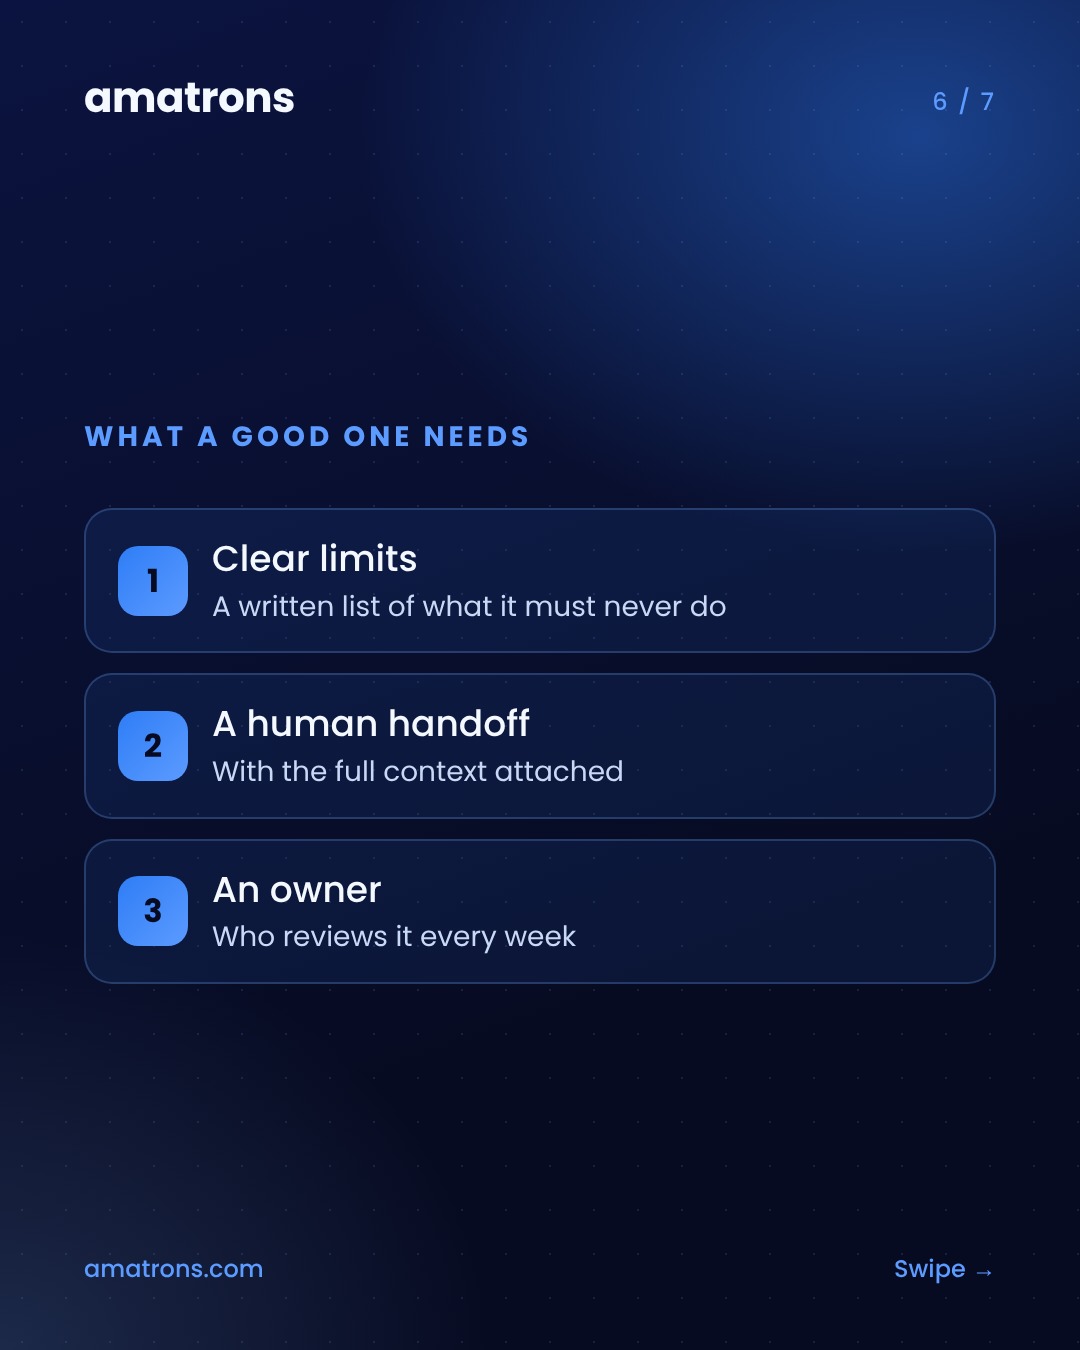 amatrons
6 / 7
WHAT A GOOD ONE NEEDS
1
Clear limits
A written list of what it must never do
2
A human handoff
With the full context attached
3
An owner
Who reviews it every week
amatrons.com
Swipe →